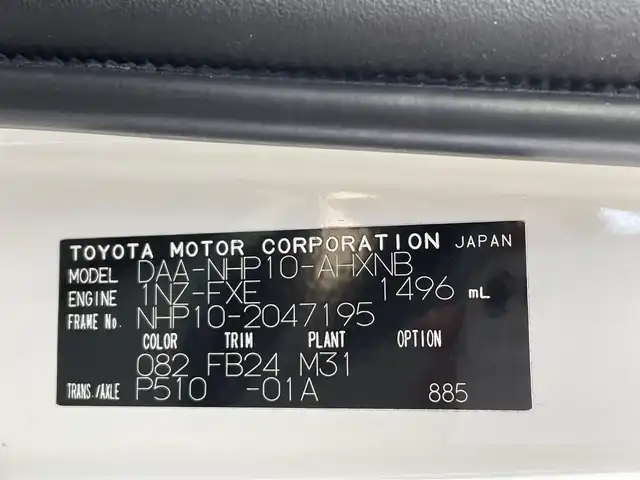 TOYOTA MOTOR CORPORATION JAPAN
MODEL DAA-NHP10-AHXNB
ENGINE 1NZ-FXE 1496 mL
FRAME No. NHP10-2047195
COLOR TRIM PLANT OPTION
082 FB24 M31
TRANS./AXLE P510 -01A 885